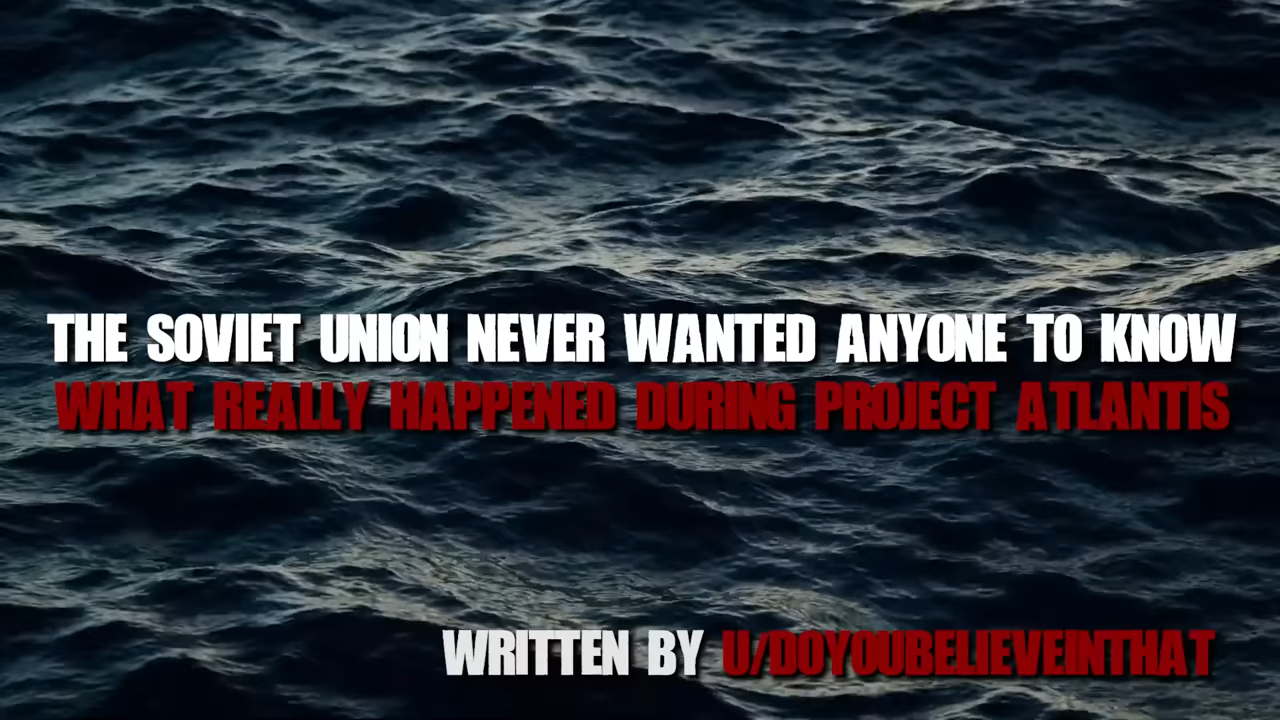 THE SOVIET UNION NEVER WANTED ANYONE TO KNOW
WHAT REALLY HAPPENED DURING PROJECT ATLANTIS
WRITTEN BY U/DOYOUBELIEVEINTHAT